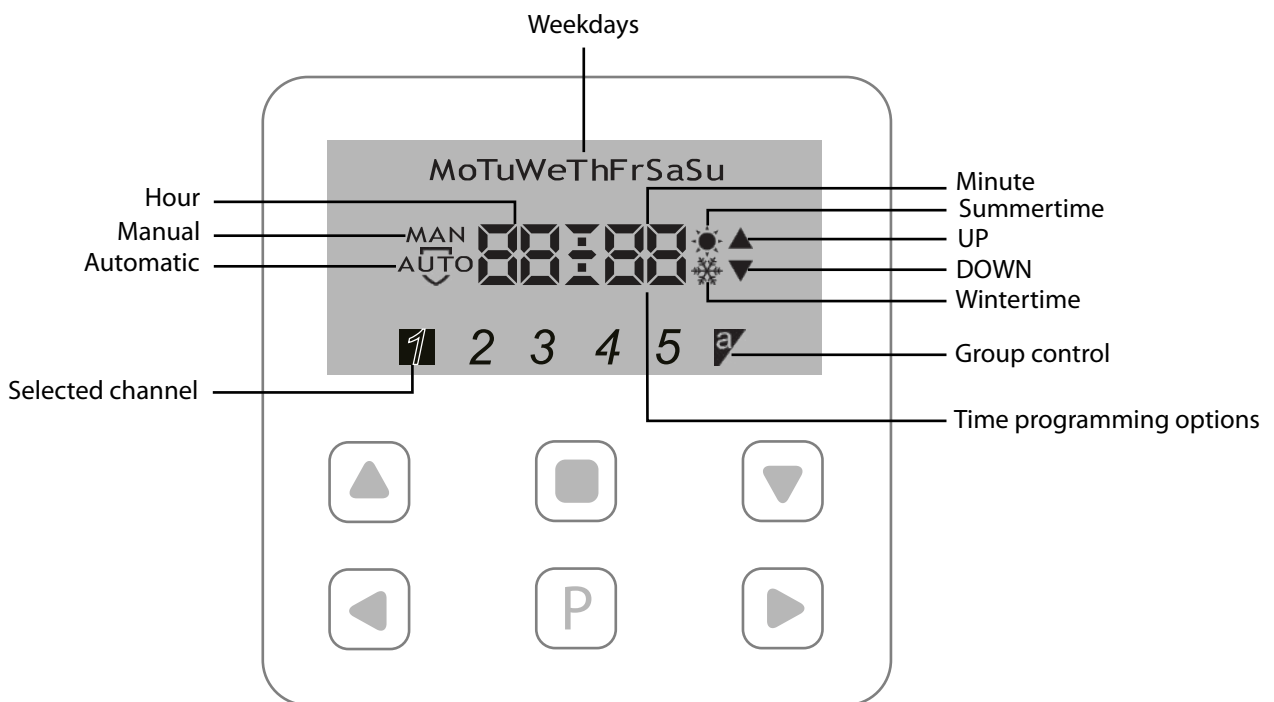 Weekdays
MoTuWeThFrSaSu
Hour
Manual
Automatic
MAN
AUTO
88:88
Minute
Summertime
UP
DOWN
Wintertime
1 2 3 4 5 a
Group control
Selected channel
Time programming options
P